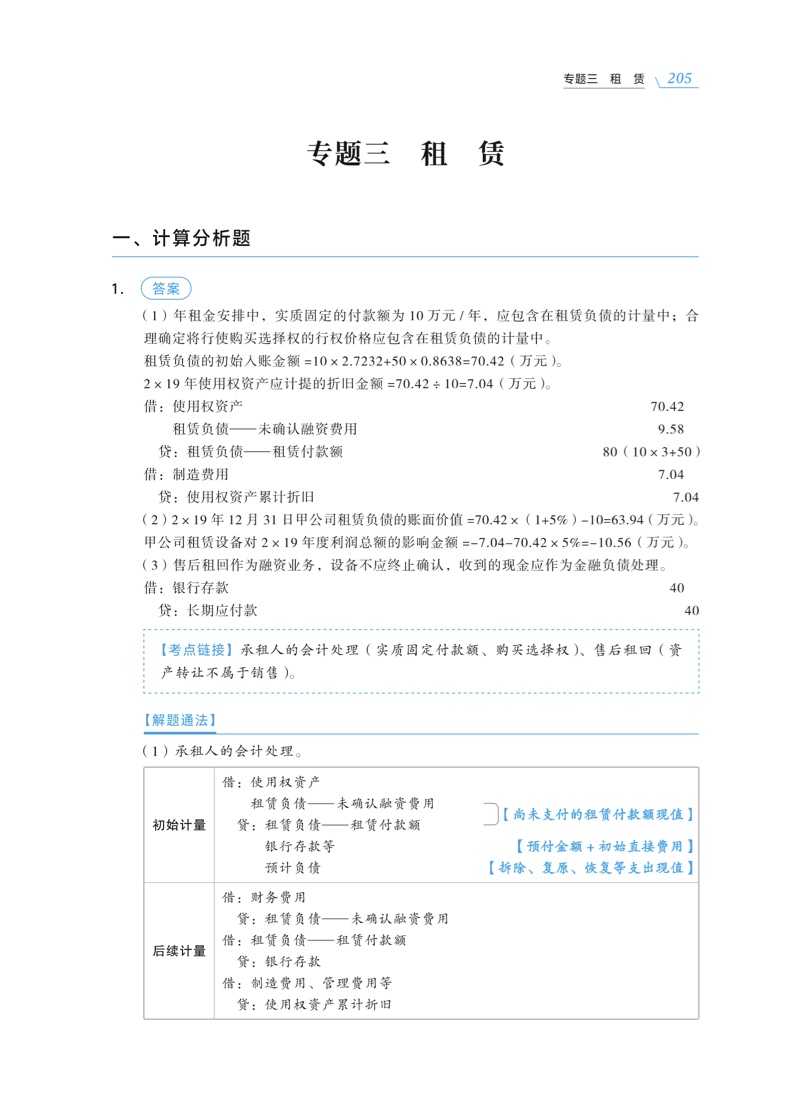 专题三　租　赁　205
专题三　租　赁
一、计算分析题
1. 答案
（1）年租金安排中，实质固定的付款额为 10 万元 / 年，应包含在租赁负债的计量中；合
理确定将行使购买选择权的行权价格应包含在租赁负债的计量中。
租赁负债的初始入账金额 =10 × 2.7232+50 × 0.8638=70.42（万元）。
2 × 19 年使用权资产应计提的折旧金额 =70.42 ÷ 10=7.04（万元）。
借：使用权资产　70.42
租赁负债——未确认融资费用　9.58
贷：租赁负债——租赁付款额　80（10 × 3+50）
借：制造费用　7.04
贷：使用权资产累计折旧　7.04
（2）2 × 19 年 12 月 31 日甲公司租赁负债的账面价值 =70.42 ×（1+5%）-10=63.94（万元）。
甲公司租赁设备对 2 × 19 年度利润总额的影响金额 =-7.04-70.42 × 5%=-10.56（万元）。
（3）售后租回作为融资业务，设备不应终止确认，收到的现金应作为金融负债处理。
借：银行存款　40
贷：长期应付款　40
【考点链接】承租人的会计处理（实质固定付款额、购买选择权）、售后租回（资
产转让不属于销售）。
【解题通法】
（1）承租人的会计处理。
初始计量
借：使用权资产
租赁负债——未确认融资费用
贷：租赁负债——租赁付款额
【尚未支付的租赁付款额现值】
银行存款等　【预付金额 + 初始直接费用】
预计负债　【拆除、复原、恢复等支出现值】
后续计量
借：财务费用
贷：租赁负债——未确认融资费用
借：租赁负债——租赁付款额
贷：银行存款
借：制造费用、管理费用等
贷：使用权资产累计折旧